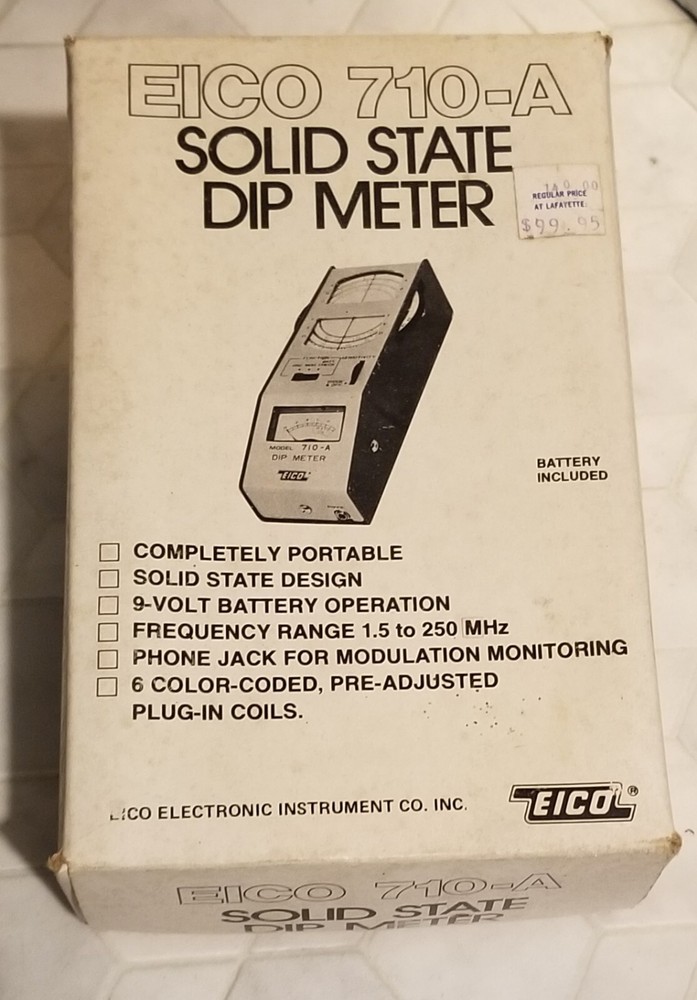 EICO 710-A
SOLID STATE
DIP METER
REGULAR PRICE
AT LAFAYETTE:
$99.95
MODEL 710-A
DIP METER
EICO
BATTERY
INCLUDED
COMPLETELY PORTABLE
SOLID STATE DESIGN
9-VOLT BATTERY OPERATION
FREQUENCY RANGE 1.5 to 250 MHz
PHONE JACK FOR MODULATION MONITORING
6 COLOR-CODED, PRE-ADJUSTED
PLUG-IN COILS.
EICO ELECTRONIC INSTRUMENT CO. INC.
EICO®
EICO 710-A
SOLID STATE
DIP METER